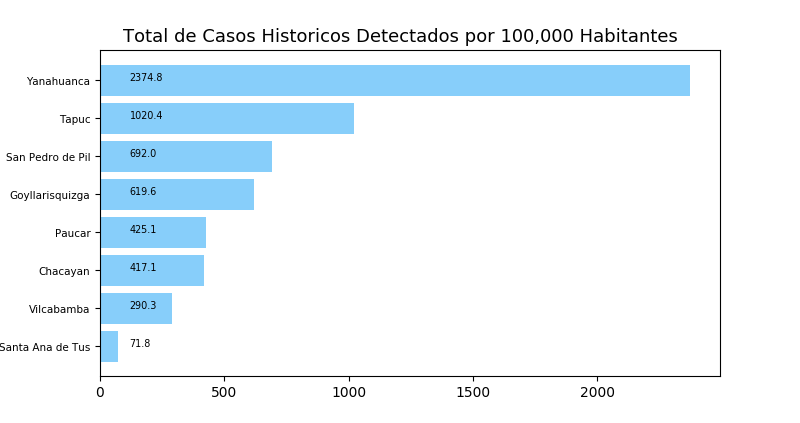 Total de Casos Historicos Detectados por 100,000 Habitantes
Yanahuanca 2374.8
Tapuc 1020.4
San Pedro de Pil 692.0
Goyllarisquizga 619.6
Paucar 425.1
Chacayan 417.1
Vilcabamba 290.3
Santa Ana de Tus 71.8
0 500 1000 1500 2000